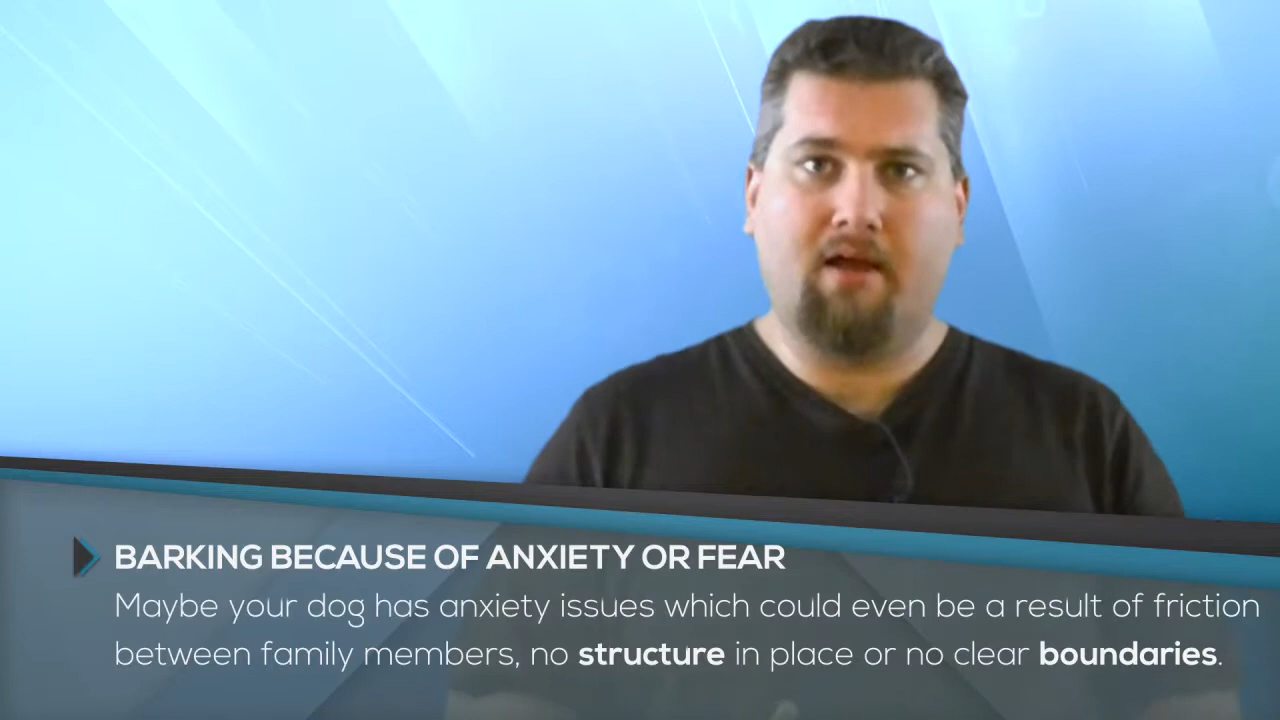 BARKING BECAUSE OF ANXIETY OR FEAR
Maybe your dog has anxiety issues which could even be a result of friction
between family members, no structure in place or no clear boundaries.